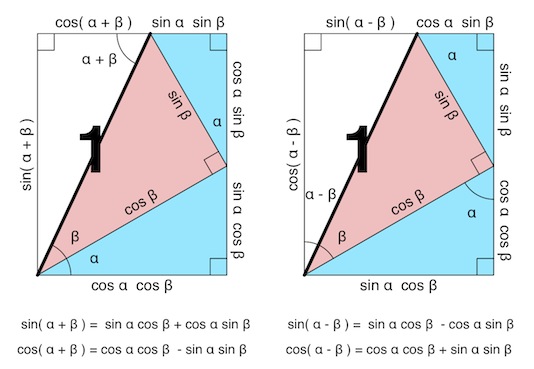 cos( α + β ) sin α sin β
α + β
sin( α + β )
1
sin β
α
cos α sin β
cos β
sin α cos β
β
α
cos α cos β
sin( α + β ) = sin α cos β + cos α sin β
cos( α + β ) = cos α cos β - sin α sin β
sin( α - β ) cos α sin β
α
cos( α - β )
1
sin β
sin α sin β
α - β
cos β
cos α cos β
β
α
sin α cos β
sin( α - β ) = sin α cos β - cos α sin β
cos( α - β ) = cos α cos β + sin α sin β